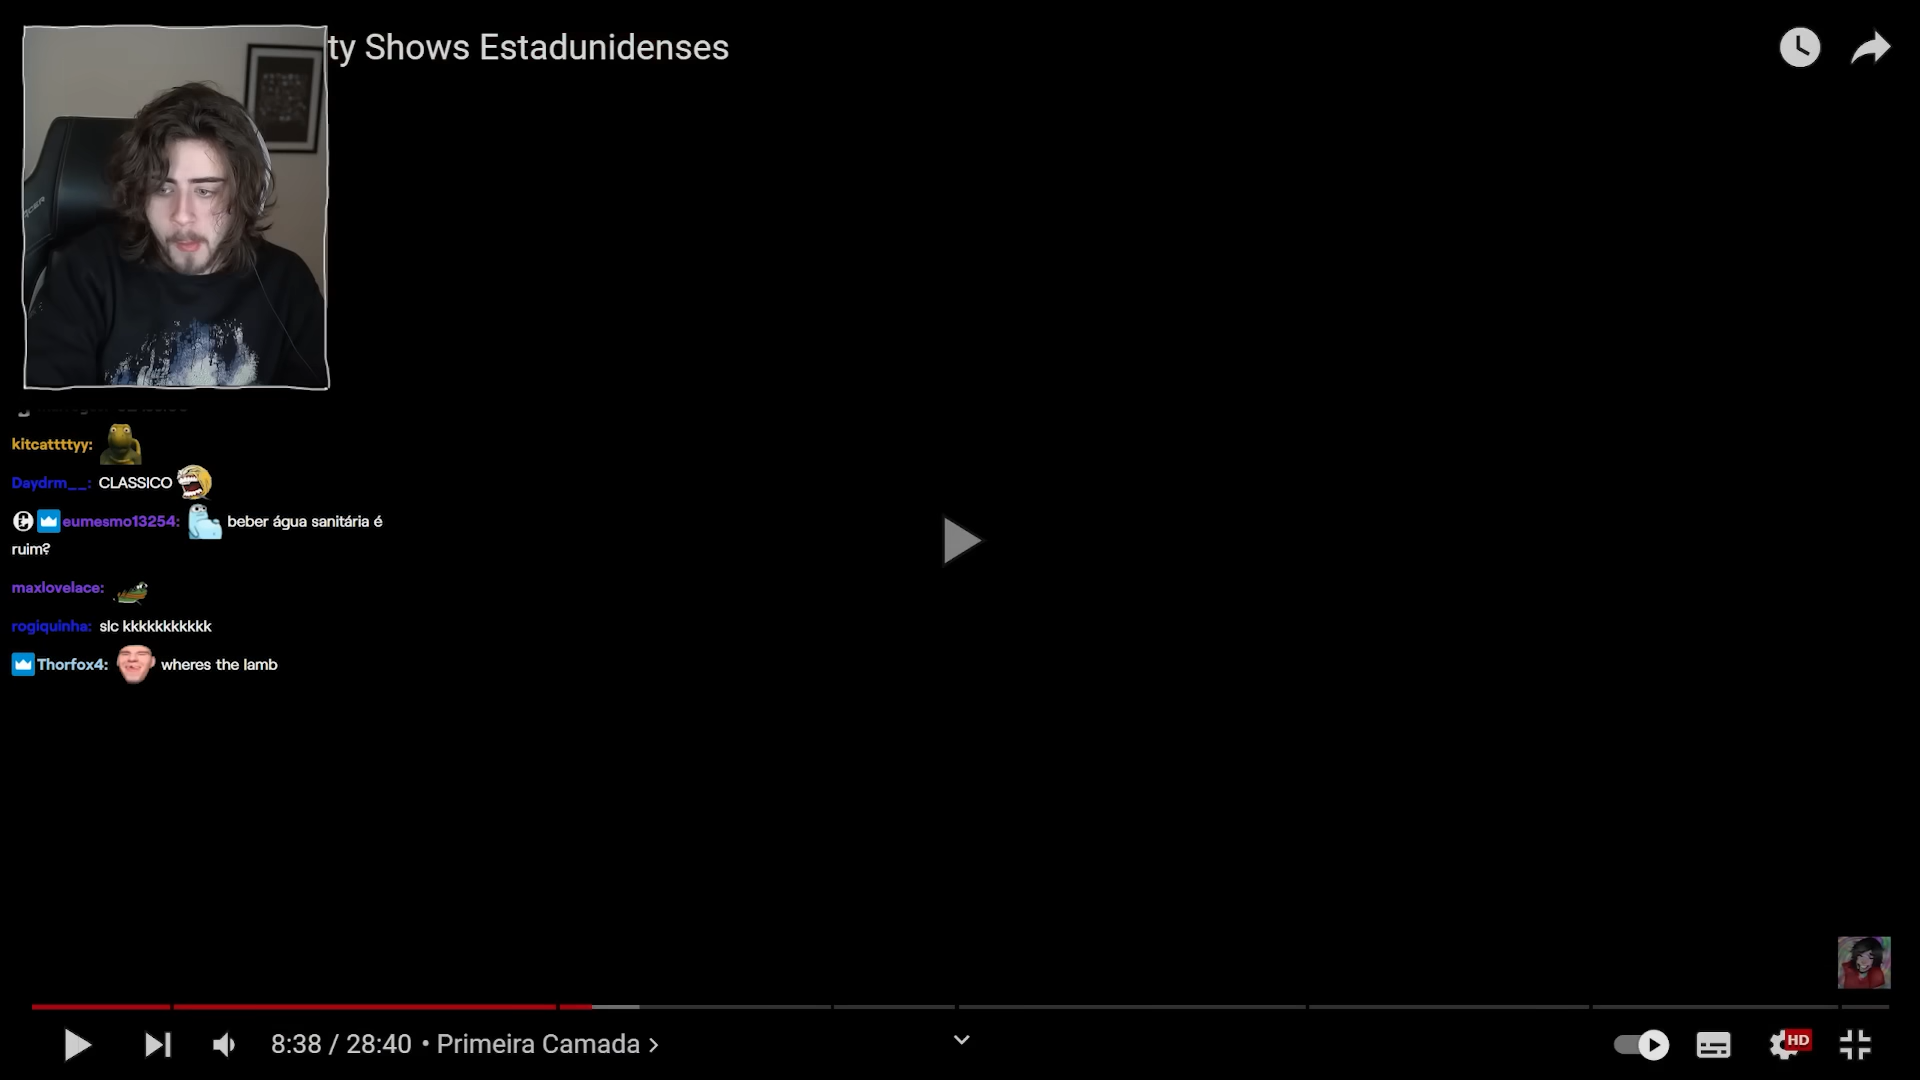 ty Shows Estadunidenses
kitcattttyy:
Daydrm__: CLASSICO
eumesmo13254: beber água sanitária é
ruim?
maxlovelace:
rogiquinha: slc kkkkkkkkkkk
Thorfox4: wheres the lamb
8:38 / 28:40 • Primeira Camada >
HD